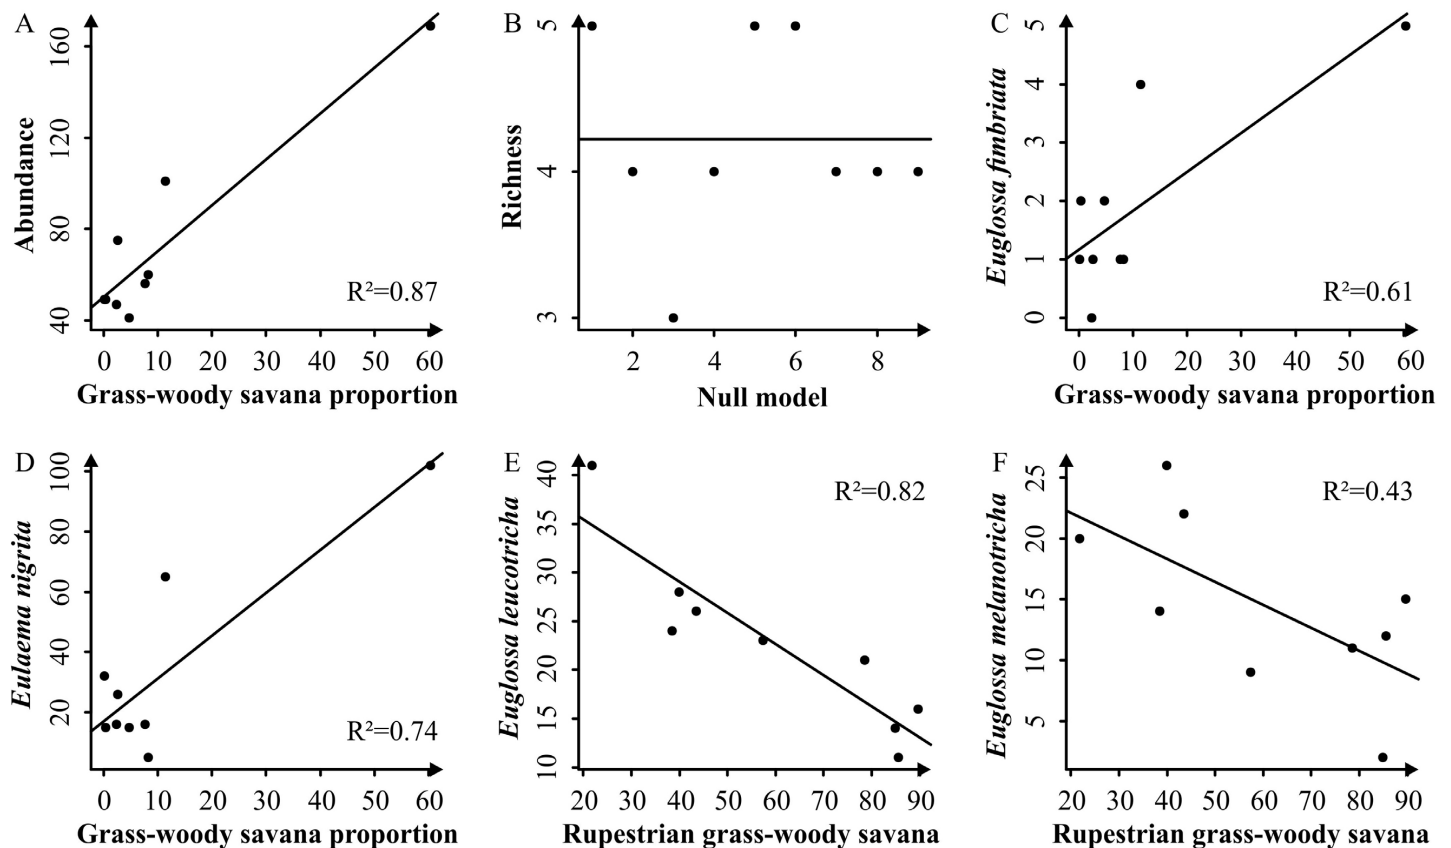 A
Abundance
160
120
80
40
R²=0.87
0 10 20 30 40 50 60
Grass-woody savana proportion
B
Richness
5
4
3
2 4 6 8
Null model
C
Euglossa fimbriata
5
4
3
2
1
0
R²=0.61
0 10 20 30 40 50 60
Grass-woody savana proportion
D
Eulaema nigrita
100
80
60
40
20
R²=0.74
0 10 20 30 40 50 60
Grass-woody savana proportion
E
Euglossa leucotricha
40
35
30
25
20
15
10
R²=0.82
20 30 40 50 60 70 80 90
Rupestrian grass-woody savana
F
Euglossa melanotricha
25
20
15
10
5
R²=0.43
20 30 40 50 60 70 80 90
Rupestrian grass-woody savana